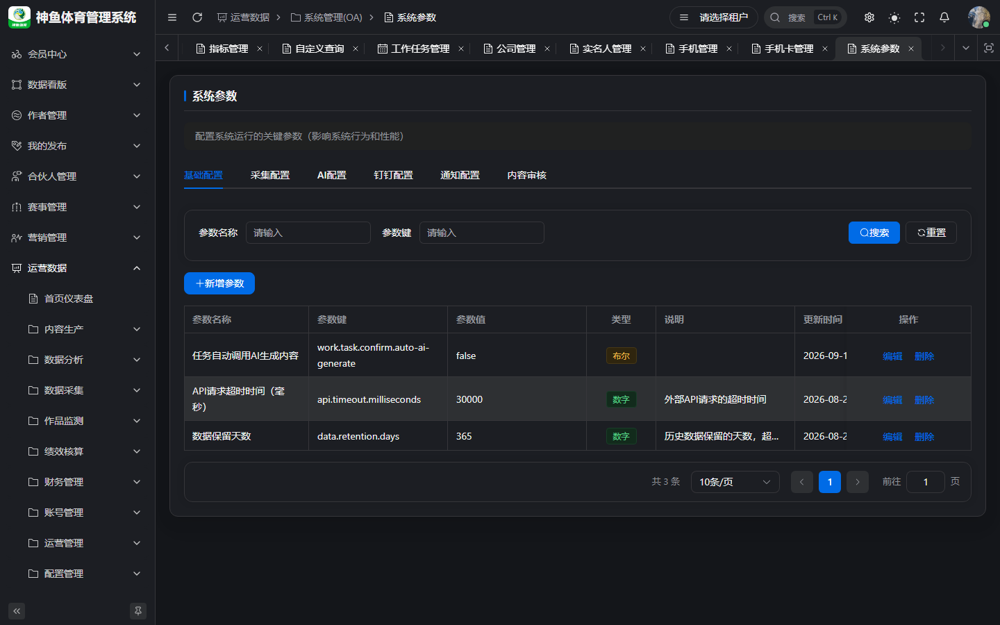 神鱼体育管理系统
运营数据
系统管理(OA)
系统参数
请选择租户
搜索
Ctrl K
指标管理
自定义查询
工作任务管理
公司管理
实名人管理
手机管理
手机卡管理
系统参数
会员中心
数据看版
作者管理
我的发布
合伙人管理
赛事管理
营销管理
运营数据
首页仪表盘
内容生产
数据分析
数据采集
作品监测
绩效核算
财务管理
账号管理
运营管理
配置管理
系统参数
配置系统运行的关键参数（影响系统行为和性能）
基础配置 采集配置 AI配置 钉钉配置 通知配置 内容审核
参数名称 请输入 参数键 请输入 搜索 重置
新增参数
参数名称 参数键 参数值 类型 说明 更新时间 操作
任务自动调用AI生成内容 work.task.confirm.auto-ai-generate false 布尔 2026-09-1 编辑 删除
API请求超时时间（毫秒） api.timeout.milliseconds 30000 数字 外部API请求的超时时间 2026-08-2 编辑 删除
数据保留天数 data.retention.days 365 数字 历史数据保留的天数，超... 2026-08-2 编辑 删除
共 3 条 10条/页 1 前往 1 页